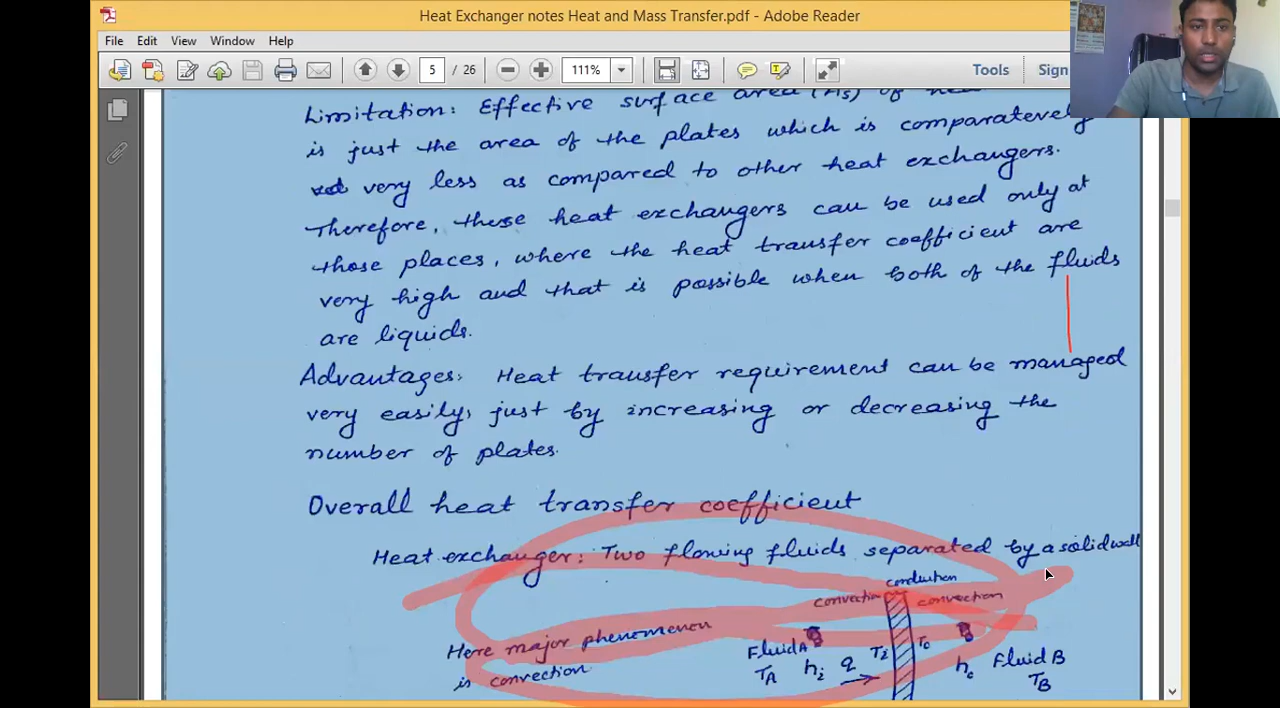 Heat Exchanger notes Heat and Mass Transfer.pdf - Adobe Reader
File Edit View Window Help
5 / 26 111% Tools Sign
Limitation: Effective surface area (As) of
is just the area of the plates which is comparatevely
very less as compared to other heat exchangers.
Therefore, these heat exchangers can be used only at
those places, where the heat transfer coefficient are
very high and that is possible when both of the fluids
are liquids.
Advantages: Heat transfer requirement can be managed
very easily, just by increasing or decreasing the
number of plates.
Overall heat transfer coefficient
Heat exchanger: Two flowing fluids separated by a solid wall
conduction
convection convection
Here major phenomenon
is convection
Fluid A
TA hi q Ti To ho Fluid B
TB